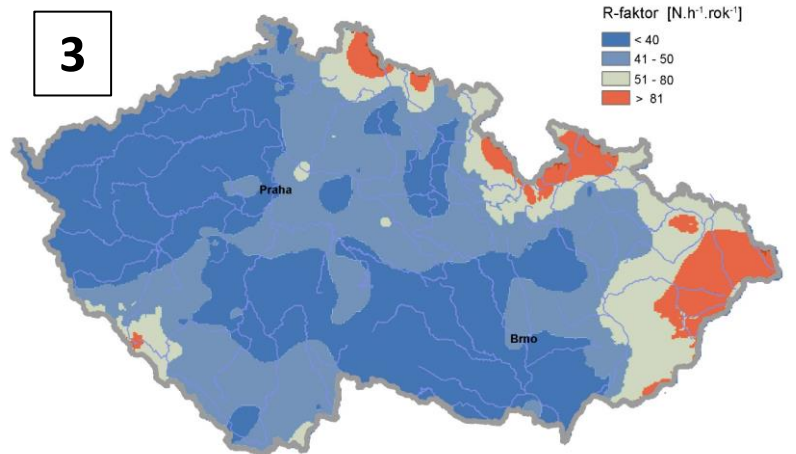 3
R-faktor [N.h⁻¹.rok⁻¹]
< 40
41 - 50
51 - 80
> 81
Praha
Brno